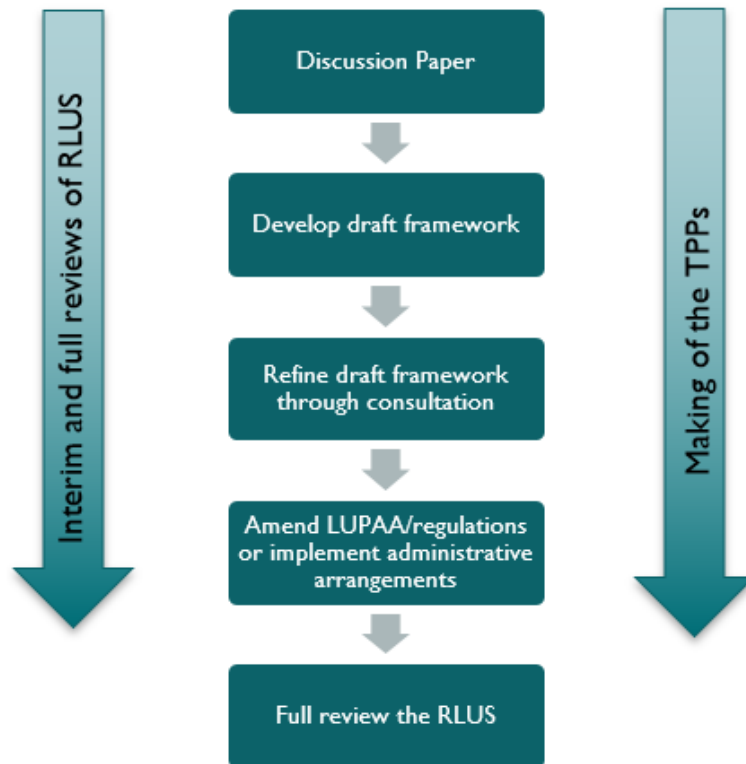 Interim and full reviews of RLUS
Discussion Paper
Develop draft framework
Refine draft framework
through consultation
Amend LUPAA/regulations
or implement administrative
arrangements
Full review the RLUS
Making of the TPPs